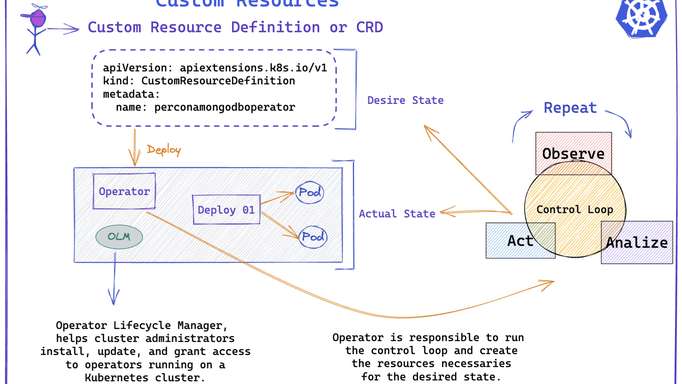 Custom Resources
Custom Resource Definition or CRD
apiVersion: apiextensions.k8s.io/v1
kind: CustomResourceDefinition
metadata:
name: perconamongodboperator
Desire State
Repeat
Deploy
Observe
Operator
Deploy 01
Pod
Pod
OLM
Actual State
Control Loop
Act
Analize
Operator Lifecycle Manager,
helps cluster administrators
install, update, and grant access
to operators running on a
Kubernetes cluster.
Operator is responsible to run
the control loop and create
the resources necessaries
for the desired state.